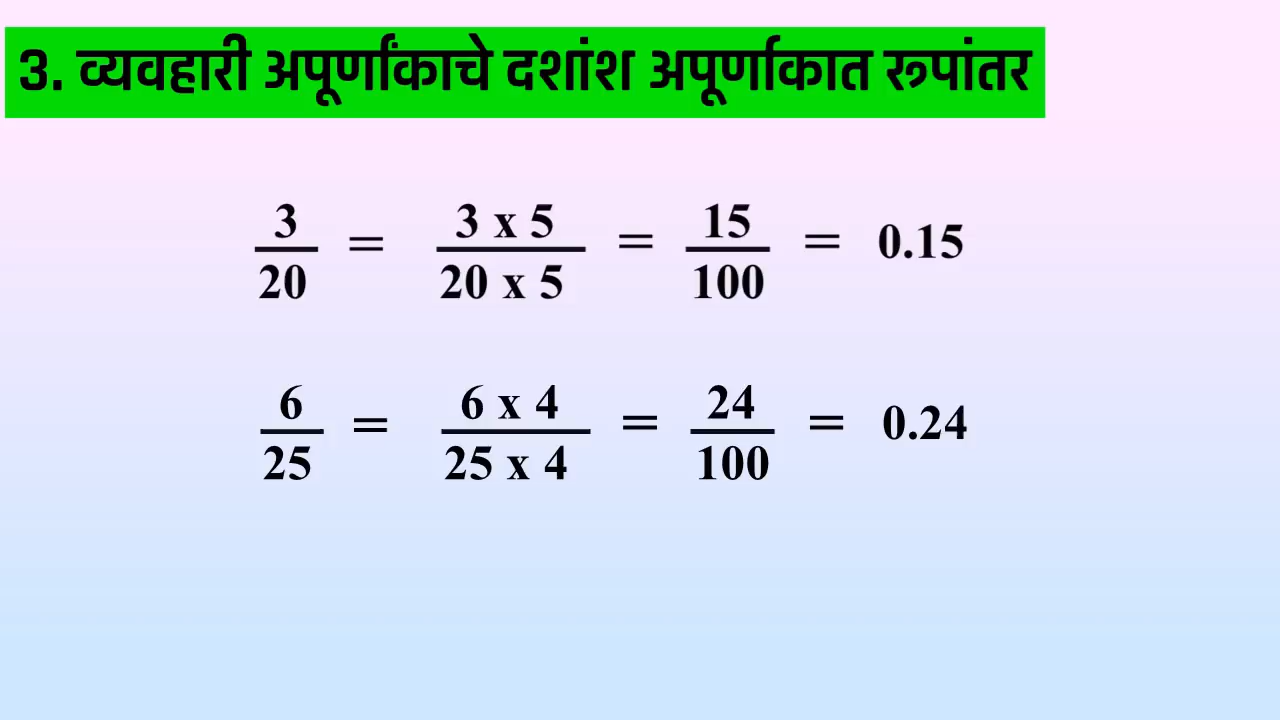 3. व्यवहारी अपूर्णांकाचे दशांश अपूर्णाकात रूपांतर
3/20 = 3 x 5/20 x 5 = 15/100 = 0.15
6/25 = 6 x 4/25 x 4 = 24/100 = 0.24